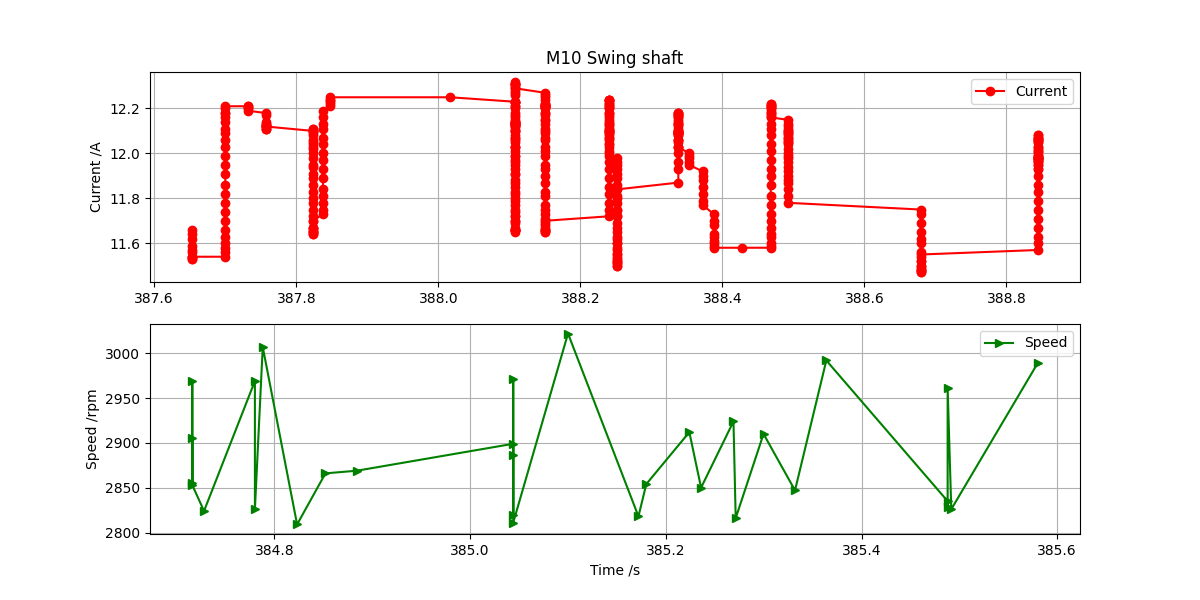 M10 Swing shaft
Current /A
12.2
12.0
11.8
11.6
Current
387.6 387.8 388.0 388.2 388.4 388.6 388.8
Speed /rpm
3000
2950
2900
2850
2800
Speed
384.8 385.0 385.2 385.4 385.6
Time /s